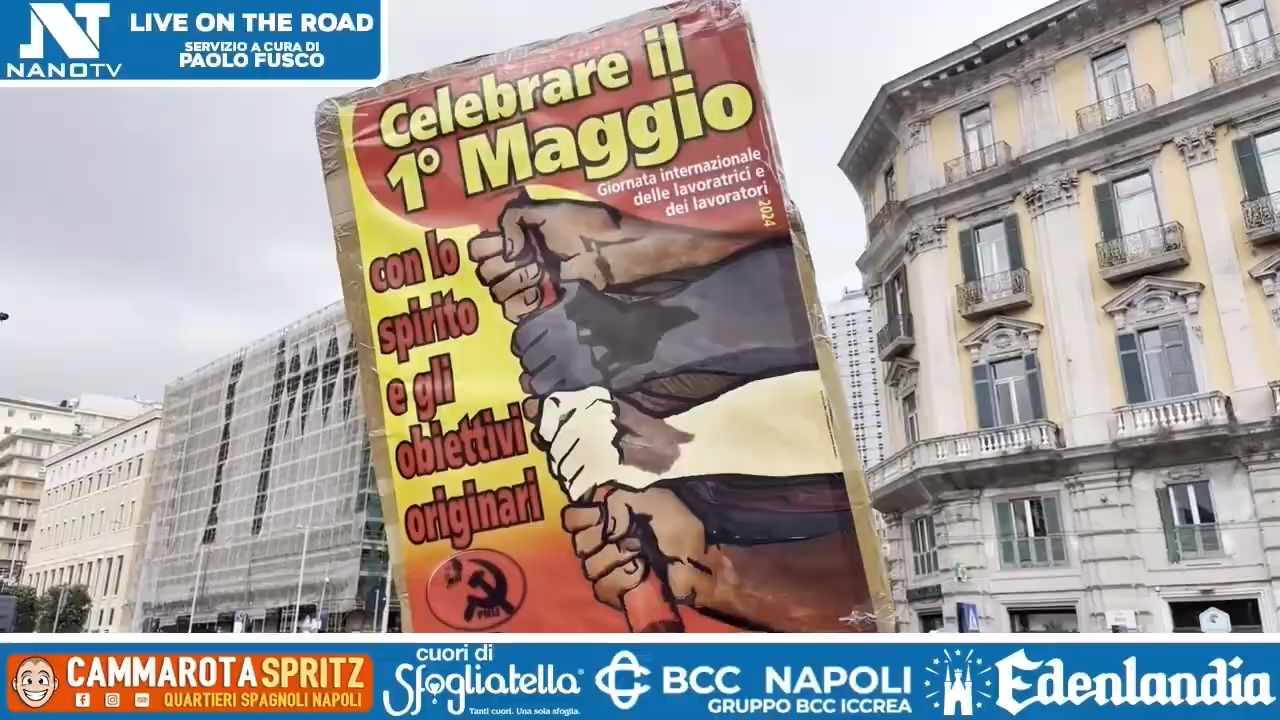 NANOTV
LIVE ON THE ROAD
SERVIZIO A CURA DI
PAOLO FUSCO
Celebrare il
1° Maggio
Giornata internazionale
delle lavoratrici e
dei lavoratori
2024
con lo
spirito
e gli
obiettivi
originari
CAMMAROTA SPRITZ
QUARTIERI SPAGNOLI NAPOLI
cuori di
Sfogliatella
Tanti cuori. Una sola sfoglia.
BCC NAPOLI
GRUPPO BCC ICCREA
Edenlandia